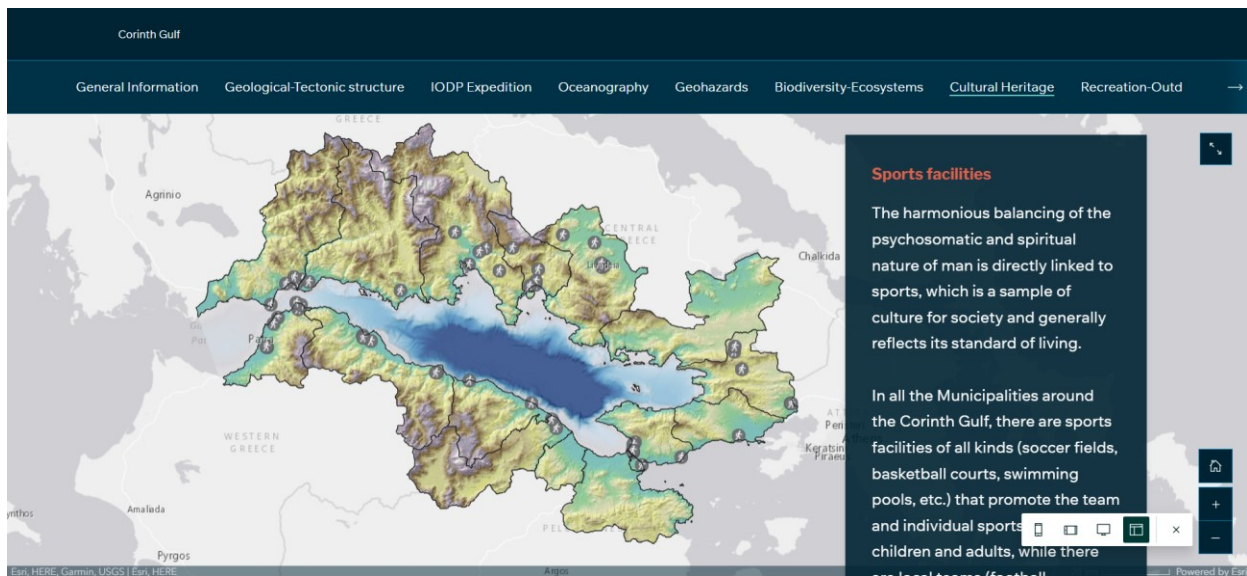 Corinth Gulf
General Information Geological-Tectonic structure IODP Expedition Oceanography Geohazards Biodiversity-Ecosystems Cultural Heritage Recreation-Outd →
GREECE
Agrinio
CENTRAL
Chalkida
WESTERN
GREECE
Keratsin
Amaliada
Pyrgos
Argos
Sports facilities
The harmonious balancing of the
psychosomatic and spiritual
nature of man is directly linked to
sports, which is a sample of
culture for society and generally
reflects its standard of living.
In all the Municipalities around
the Corinth Gulf, there are sports
facilities of all kinds (soccer fields,
basketball courts, swimming
pools, etc.) that promote the team
and individual sports
children and adults, while there
are local teams (football
Esri, HERE, Garmin, USGS | Esri, HERE
Powered by Esri